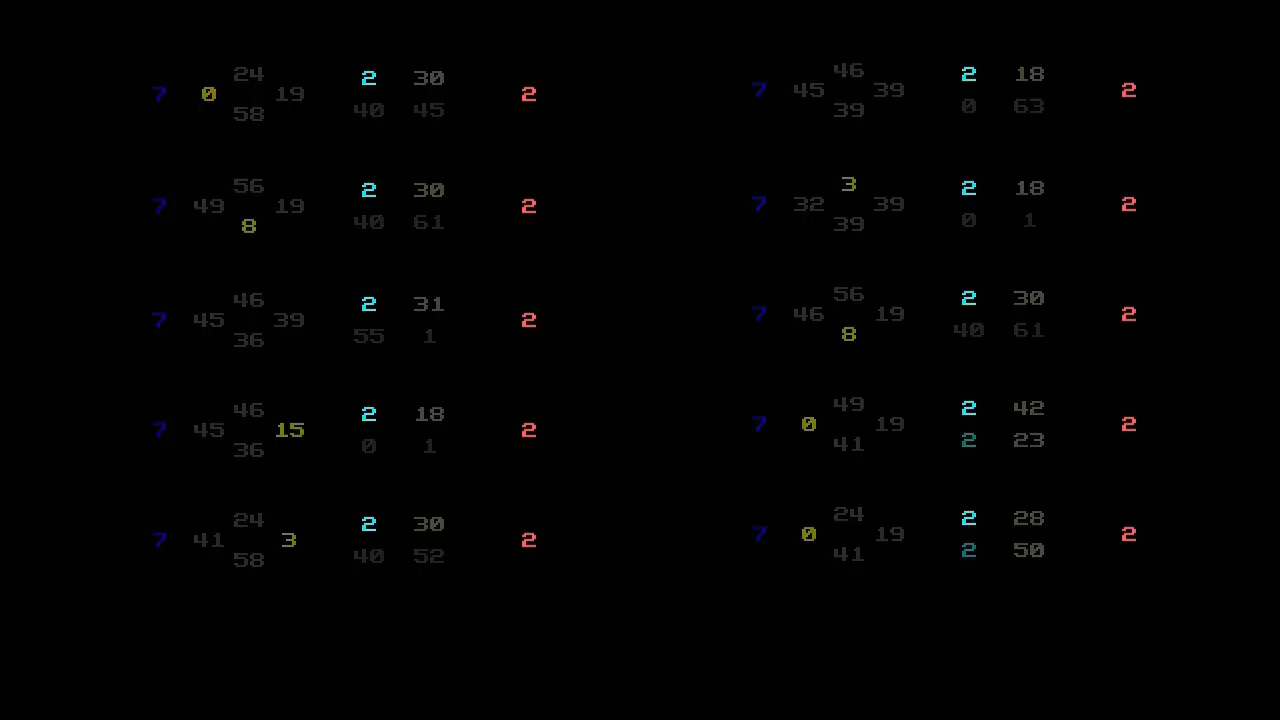 24 2 30
7 0 19 2
58 40 45
46 2 18
7 45 39 2
39 0 63
56 2 30
7 49 19 2
8 40 61
3 2 18
7 32 39 2
39 0 1
46 2 31
7 45 39 2
36 55 1
56 2 30
7 46 19 2
8 40 61
46 2 18
7 45 15 2
36 0 1
49 2 42
7 0 19 2
41 2 23
24 2 30
7 41 3 2
58 40 52
24 2 28
7 0 19 2
41 2 50